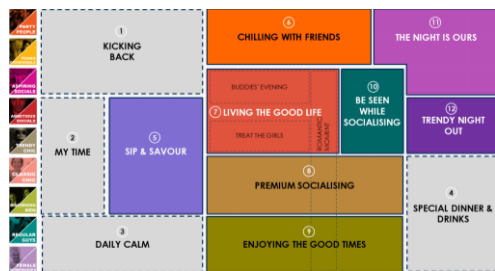 PARTY
PEOPLE
ASPIRING
SOCIALS
AMBITIOUS
SOCIALS
TRENDY
CHIC
CLASSIC
CHIC
REGULAR
GUYS
FEMALE
1
KICKING
BACK
6
CHILLING WITH FRIENDS
11
THE NIGHT IS OURS
BUDDIES' EVENING
7 LIVING THE GOOD LIFE
TREAT THE GIRLS
ROMANTIC
MOMENT
10
BE SEEN
WHILE
SOCIALISING
12
TRENDY NIGHT
OUT
2
MY TIME
5
SIP & SAVOUR
8
PREMIUM SOCIALISING
4
SPECIAL DINNER &
DRINKS
3
DAILY CALM
9
ENJOYING THE GOOD TIMES